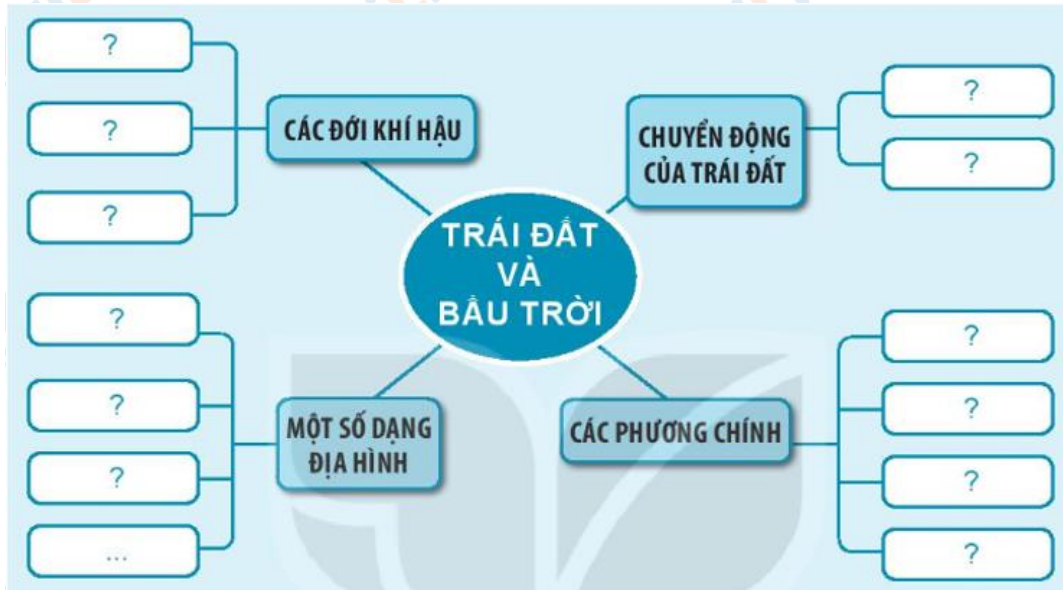 ?
?
?
CÁC ĐỚI KHÍ HẬU
CHUYỂN ĐỘNG
CỦA TRÁI ĐẤT
?
?
TRÁI ĐẤT
VÀ
BẦU TRỜI
?
?
?
...
MỘT SỐ DẠNG
ĐỊA HÌNH
CÁC PHƯƠNG CHÍNH
?
?
?
?